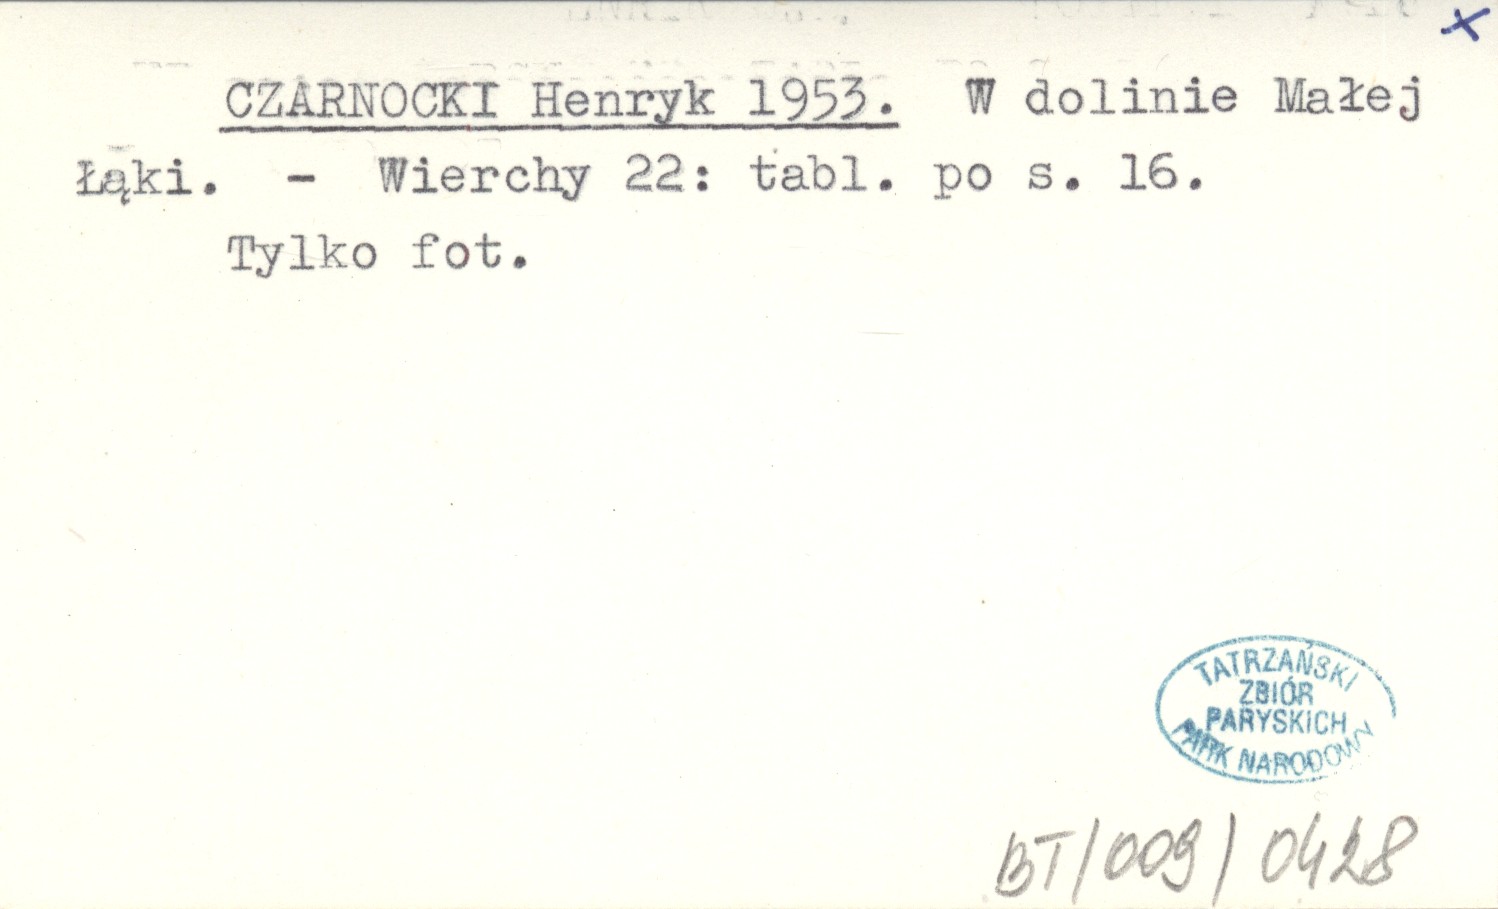 x
CZARNOCKI Henryk 1953. W dolinie Małej
Łąki. - Wierchy 22: tabl. po s. 16.
Tylko fot.
TATRZAŃSKI
ZBIÓR
PARYSKICH
PARK NARODOWY
BT/009/0428